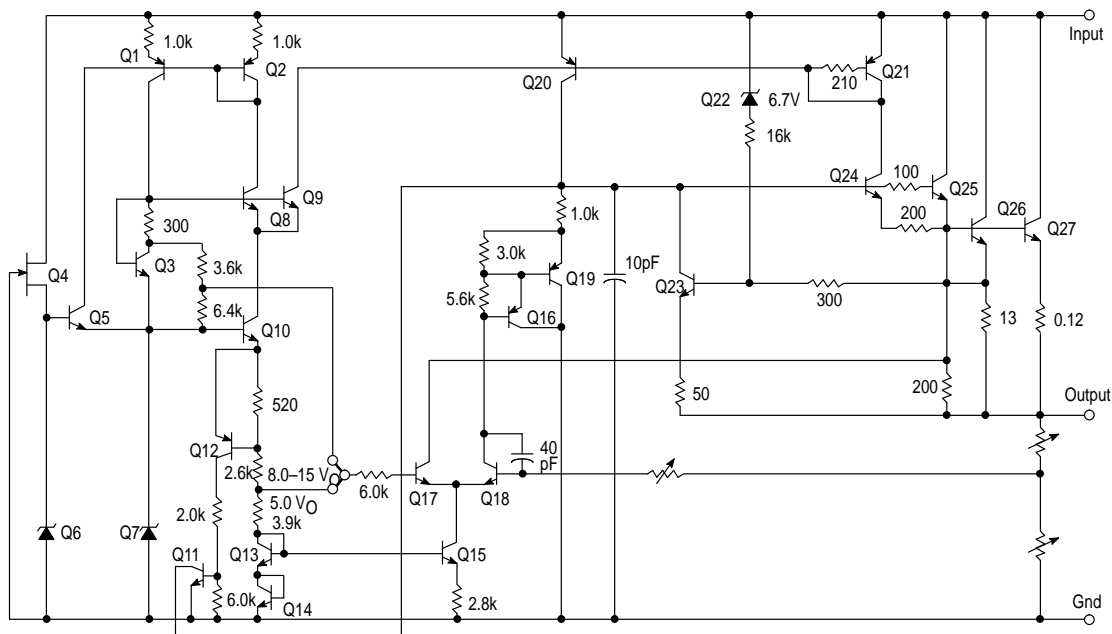 Input
1.0k
1.0k
Q1
Q2
Q20
Q21
210
Q22
6.7V
16k
Q9
Q8
Q24
100
Q25
300
1.0k
200
Q26
Q27
Q3
3.6k
3.0k
10pF
Q4
Q19
Q23
Q5
6.4k
5.6k
300
Q10
Q16
13
0.12
520
50
200
Output
Q12
40
pF
2.6k
8.0–15 VO
6.0k
Q17
Q18
5.0 VO
3.9k
2.0k
Q6
Q7
Q11
Q13
Q15
6.0k
Q14
2.8k
Gnd